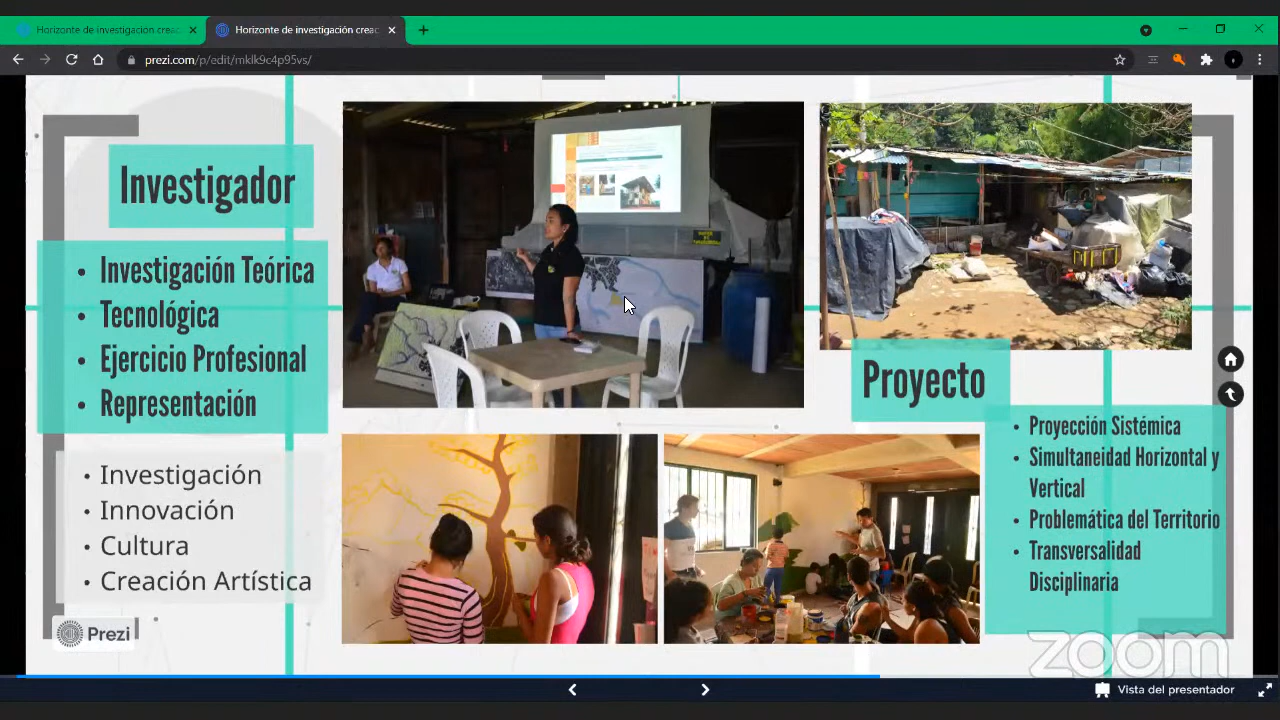 Horizonte de investigación creac
Horizonte de investigación creac
prezi.com/p/edit/mklk9c4p95vs/
Investigador
• Investigación Teórica
• Tecnológica
• Ejercicio Profesional
• Representación
• Investigación
• Innovación
• Cultura
• Creación Artística
Prezi
Proyecto
• Proyección Sistémica
• Simultaneidad Horizontal y
Vertical
• Problemática del Territorio
• Transversalidad
Disciplinaria
zoom
Vista del presentador